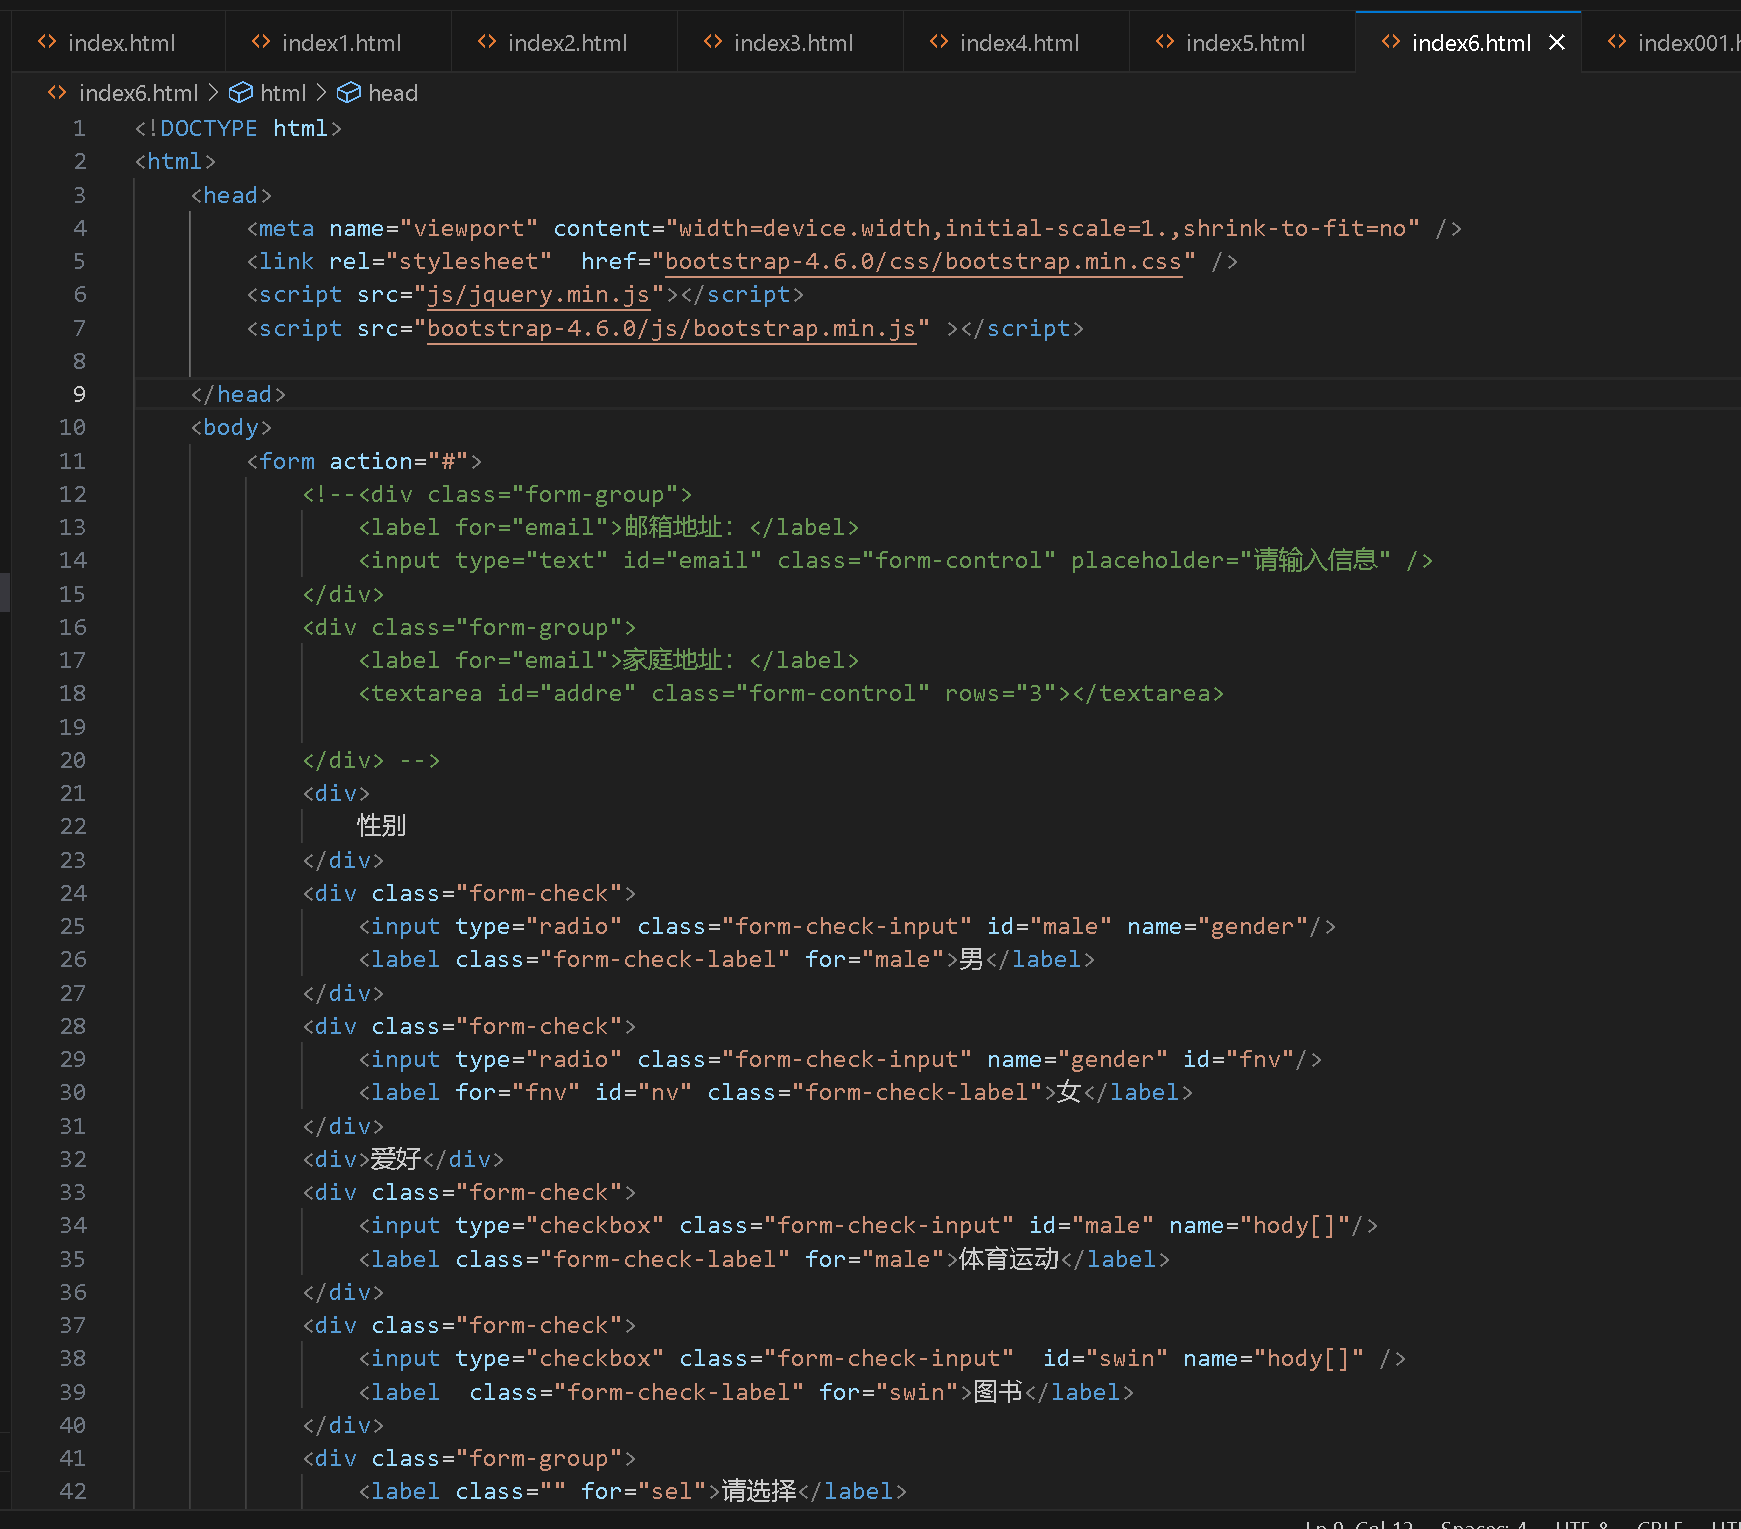 index.html index1.html index2.html index3.html index4.html index5.html index6.html index001.h
index6.html > html > head
1 <!DOCTYPE html>
2 <html>
3 <head>
4 <meta name="viewport" content="width=device.width,initial-scale=1.,shrink-to-fit=no" />
5 <link rel="stylesheet"  href="bootstrap-4.6.0/css/bootstrap.min.css" />
6 <script src="js/jquery.min.js"></script>
7 <script src="bootstrap-4.6.0/js/bootstrap.min.js" ></script>
8
9 </head>
10 <body>
11 <form action="#">
12 <!--<div class="form-group">
13 <label for="email">邮箱地址：</label>
14 <input type="text" id="email" class="form-control" placeholder="请输入信息" />
15 </div>
16 <div class="form-group">
17 <label for="email">家庭地址：</label>
18 <textarea id="addre" class="form-control" rows="3"></textarea>
19
20 </div> -->
21 <div>
22 性别
23 </div>
24 <div class="form-check">
25 <input type="radio" class="form-check-input" id="male" name="gender"/>
26 <label class="form-check-label" for="male">男</label>
27 </div>
28 <div class="form-check">
29 <input type="radio" class="form-check-input" name="gender" id="fnv"/>
30 <label for="fnv" id="nv" class="form-check-label">女</label>
31 </div>
32 <div>爱好</div>
33 <div class="form-check">
34 <input type="checkbox" class="form-check-input" id="male" name="hody[]"/>
35 <label class="form-check-label" for="male">体育运动</label>
36 </div>
37 <div class="form-check">
38 <input type="checkbox" class="form-check-input"  id="swin" name="hody[]" />
39 <label  class="form-check-label" for="swin">图书</label>
40 </div>
41 <div class="form-group">
42 <label class="" for="sel">请选择</label>
Ln 9, Col 12 Spaces: 4 UTF-8 CRLF